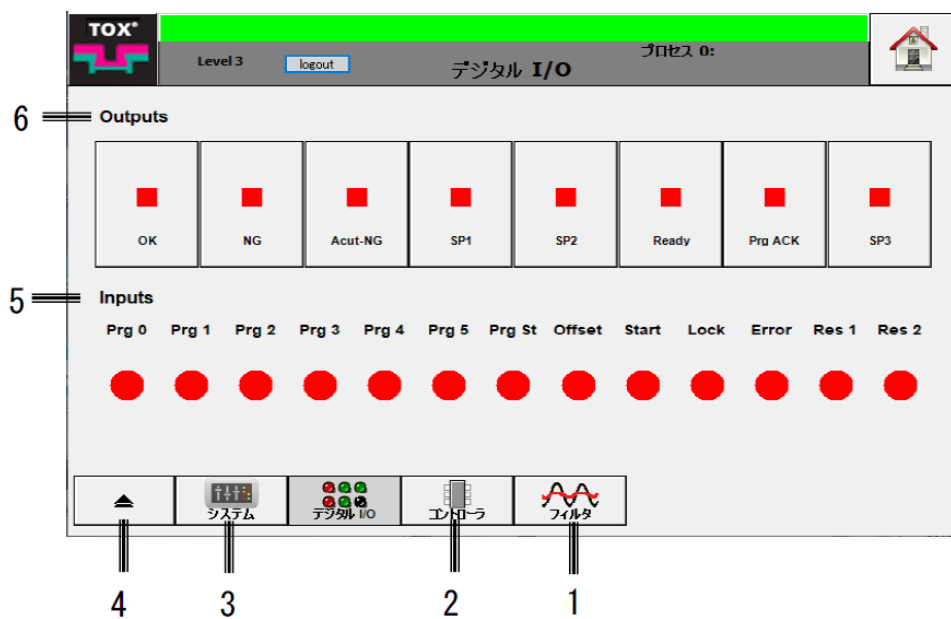 TOX®
Level 3
logout
デジタル I/O
プロセス 0:
6
Outputs
OK
NG
Acut-NG
SP1
SP2
Ready
Prg ACK
SP3
5
Inputs
Prg 0 Prg 1 Prg 2 Prg 3 Prg 4 Prg 5 Prg St Offset Start Lock Error Res 1 Res 2
システム
デジタル I/O
コントローラ
フィルタ
4 3 2 1